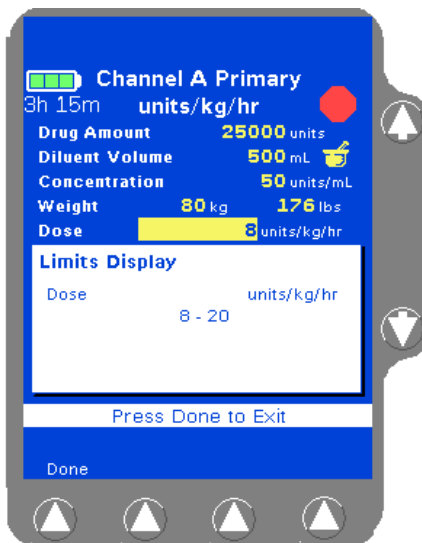 Channel A Primary
3h 15m units/kg/hr
Drug Amount 25000 units
Diluent Volume 500 mL
Concentration 50 units/mL
Weight 80 kg 176 lbs
Dose 8 units/kg/hr
Limits Display
Dose units/kg/hr
8 - 20
Press Done to Exit
Done